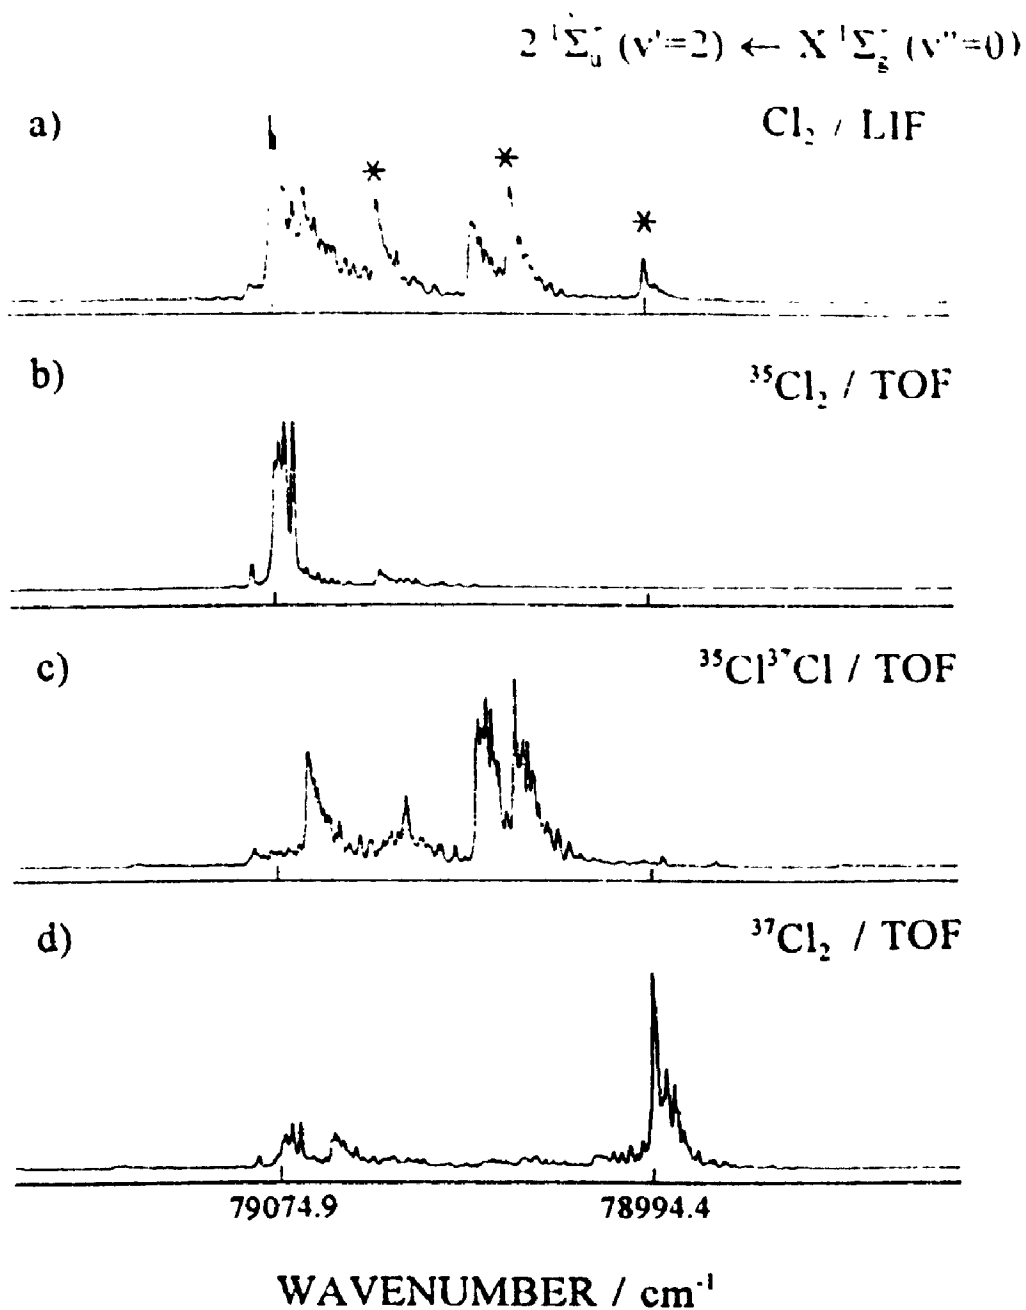 2 ¹Σᵤ⁺ (v'=2) ← X ¹Σg⁺ (v''=0)
a)
Cl₂ / LIF
*
*
*
b)
³⁵Cl₂ / TOF
c)
³⁵Cl³⁷Cl / TOF
d)
³⁷Cl₂ / TOF
79074.9 78994.4
WAVENUMBER / cm⁻¹